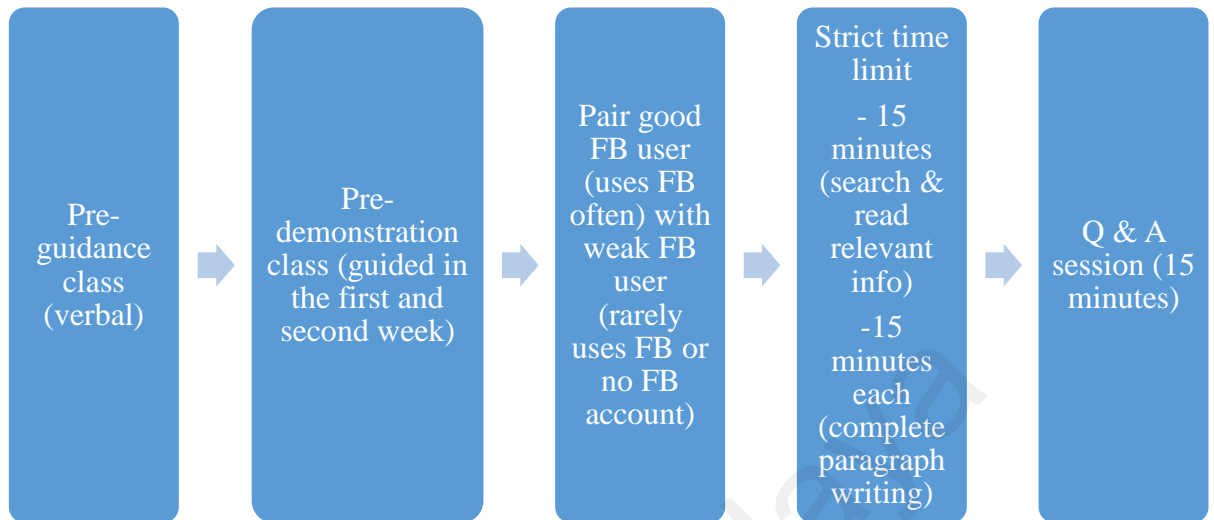 Pre-
guidance
class
(verbal)
Pre-
demonstration
class (guided in
the first and
second week)
Pair good
FB user
(uses FB
often) with
weak FB
user
(rarely
uses FB or
no FB
account)
Strict time
limit
- 15
minutes
(search &
read
relevant
info)
-15
minutes
each
(complete
paragraph
writing)
Q & A
session (15
minutes)